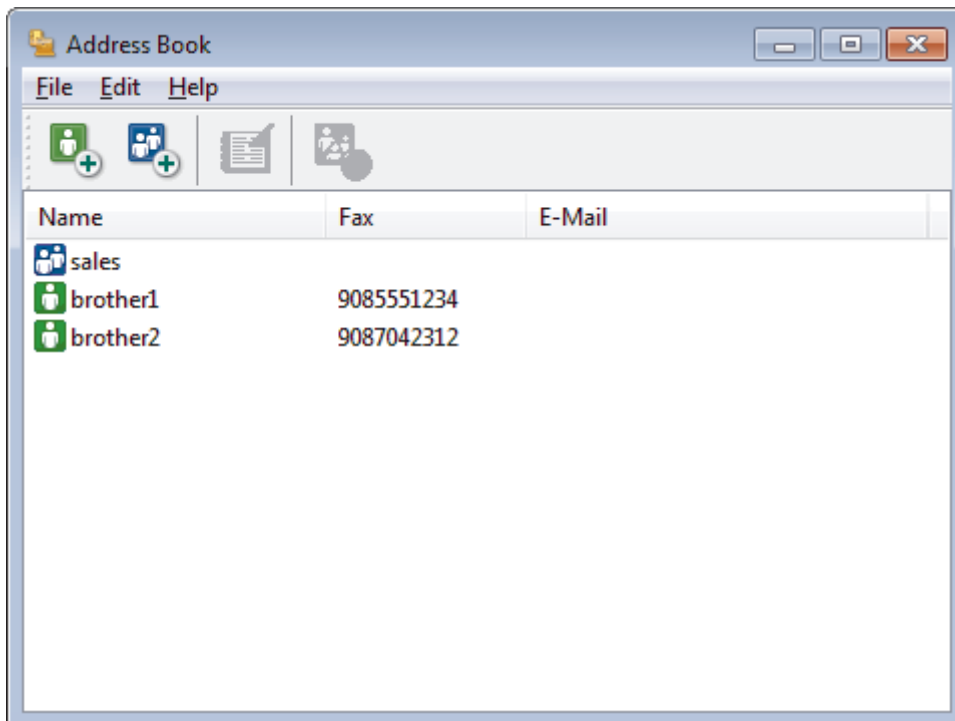 Address Book
File Edit Help
Name Fax E-Mail
sales
brother1 9085551234
brother2 9087042312